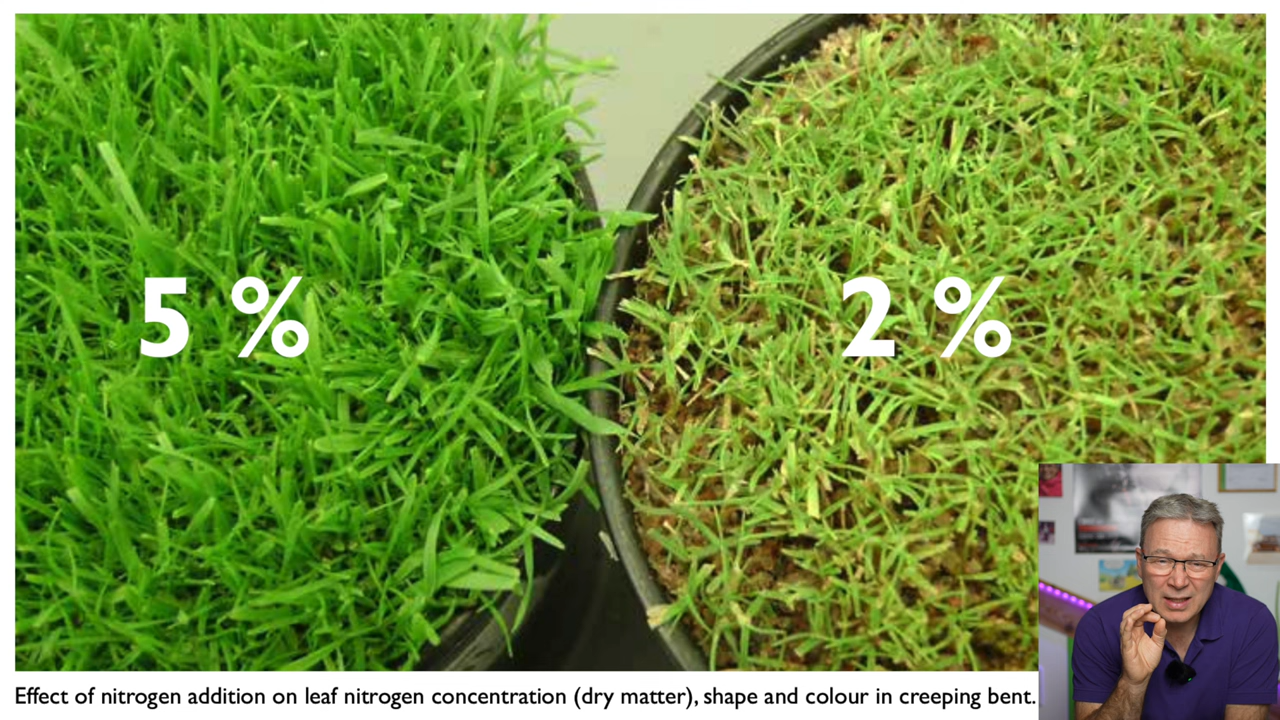 5 %
2 %
Effect of nitrogen addition on leaf nitrogen concentration (dry matter), shape and colour in creeping bent.